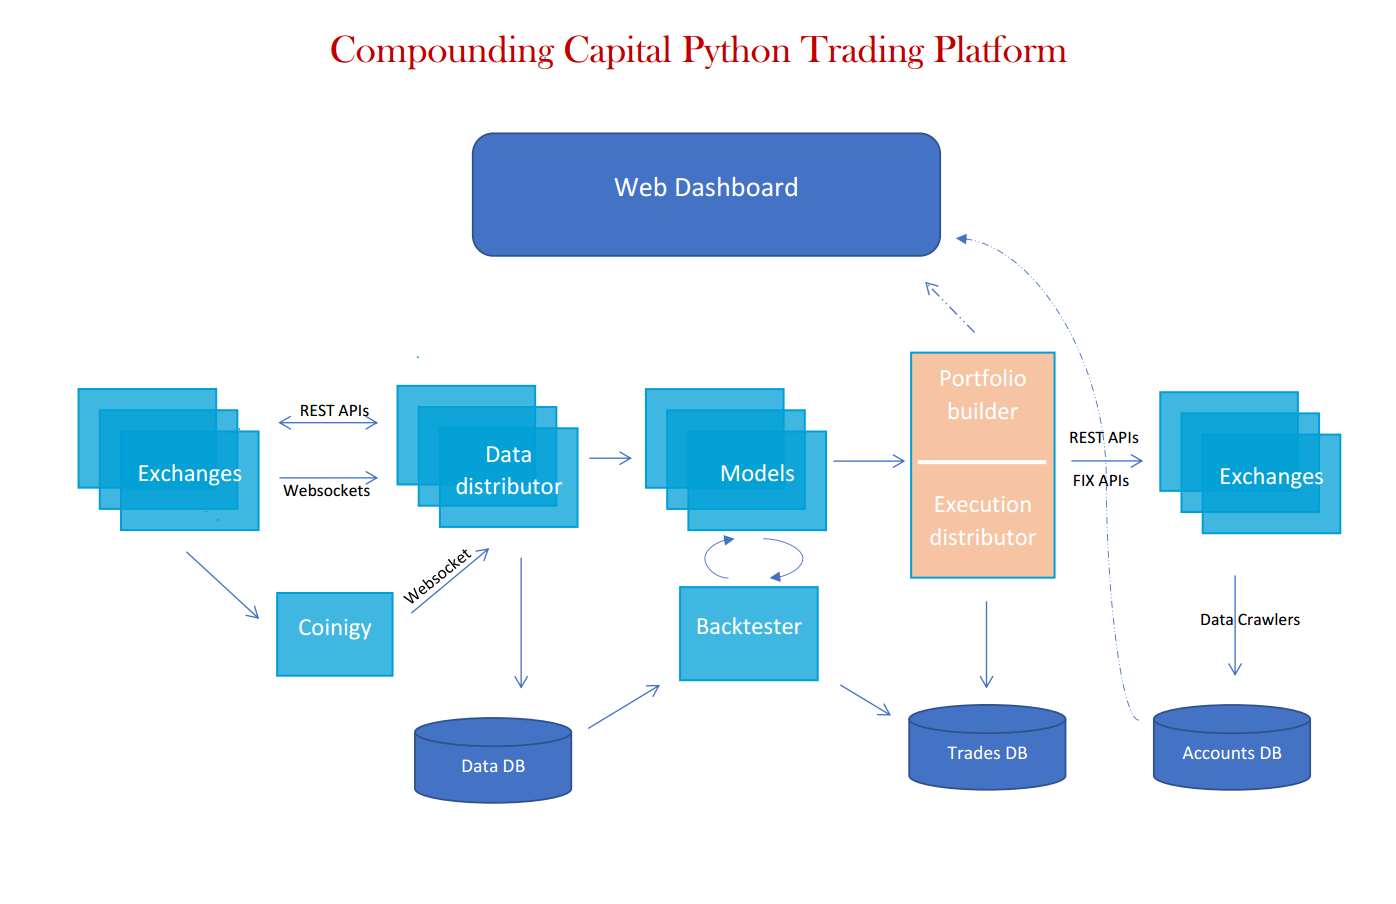 Compounding Capital Python Trading Platform
Web Dashboard
Exchanges
REST APIs
Websockets
Data
distributor
Models
Portfolio
builder
Execution
distributor
REST APIs
FIX APIs
Exchanges
Coinigy
Websocket
Backtester
Data Crawlers
Data DB
Trades DB
Accounts DB